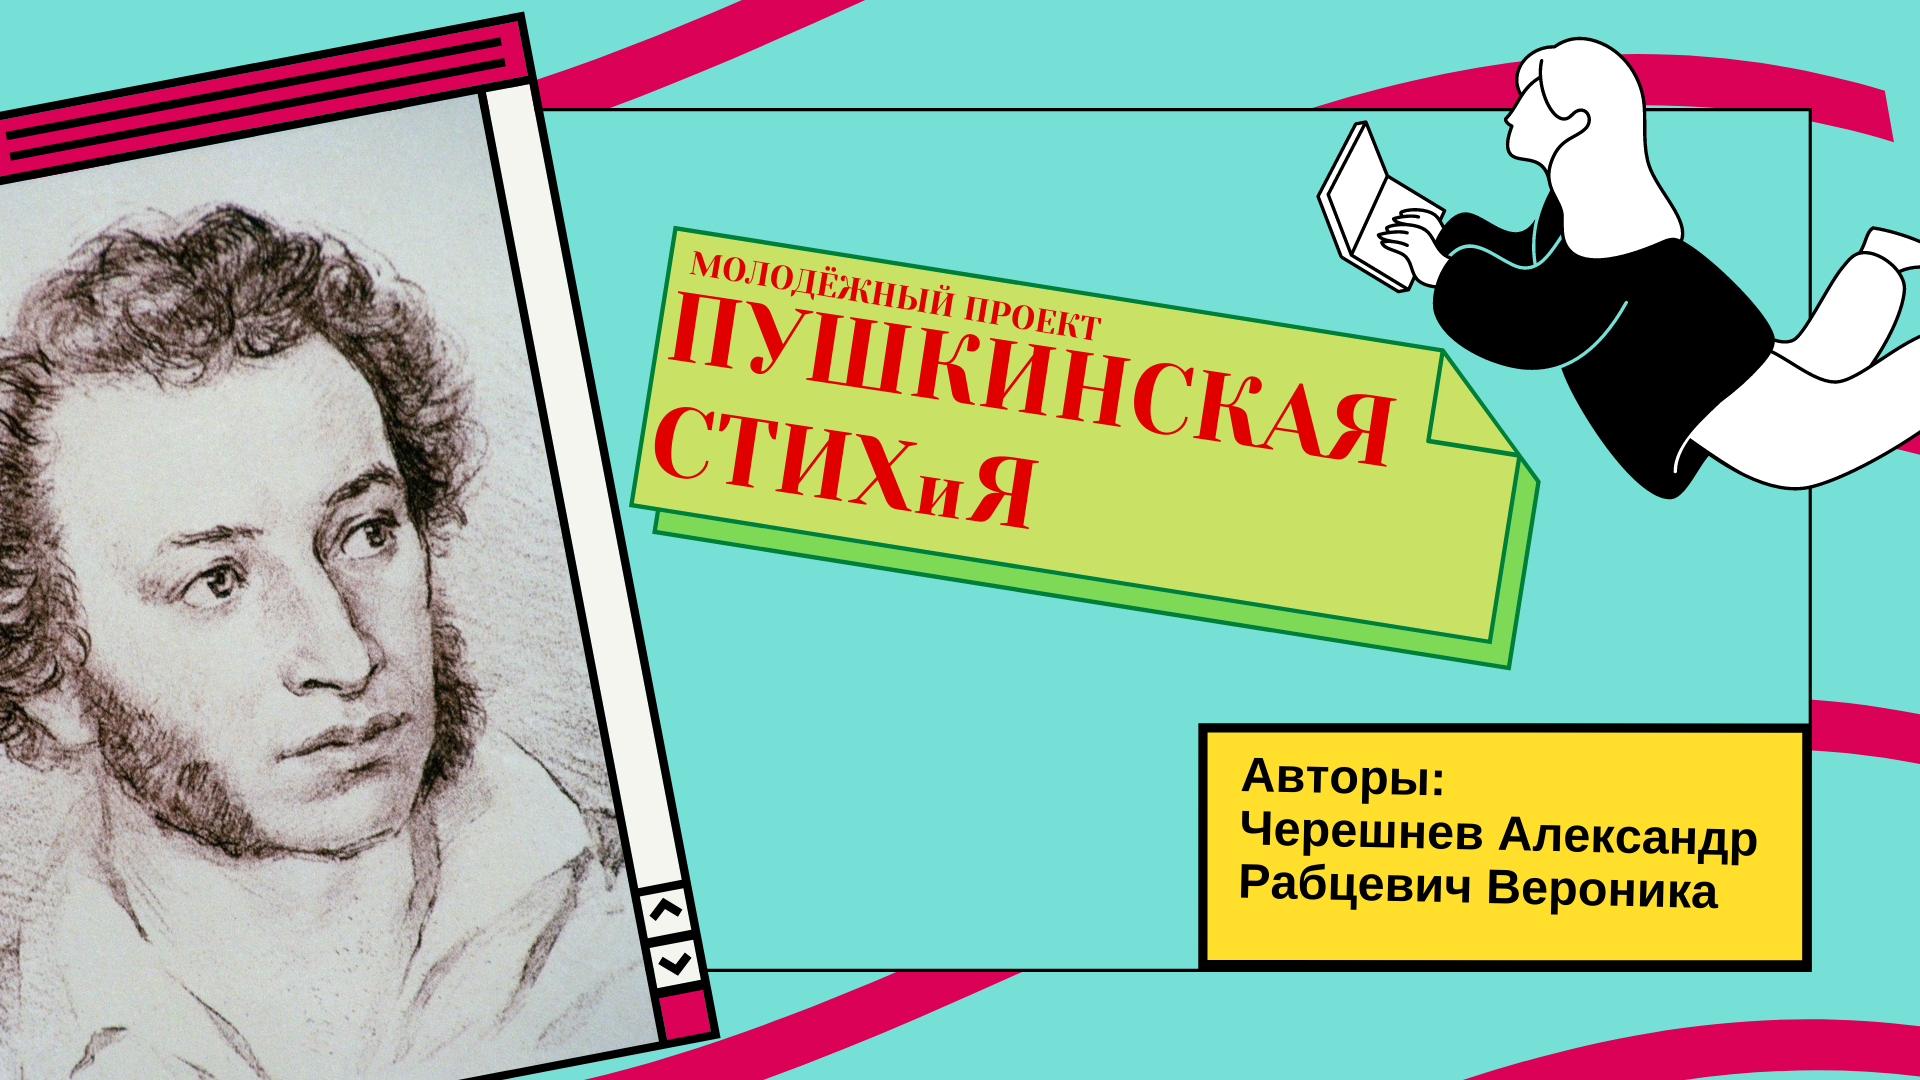 МОЛОДЁЖНЫЙ ПРОЕКТ
ПУШКИНСКАЯ
СТИХиЯ
Авторы:
Черешнев Александр
Рабцевич Вероника